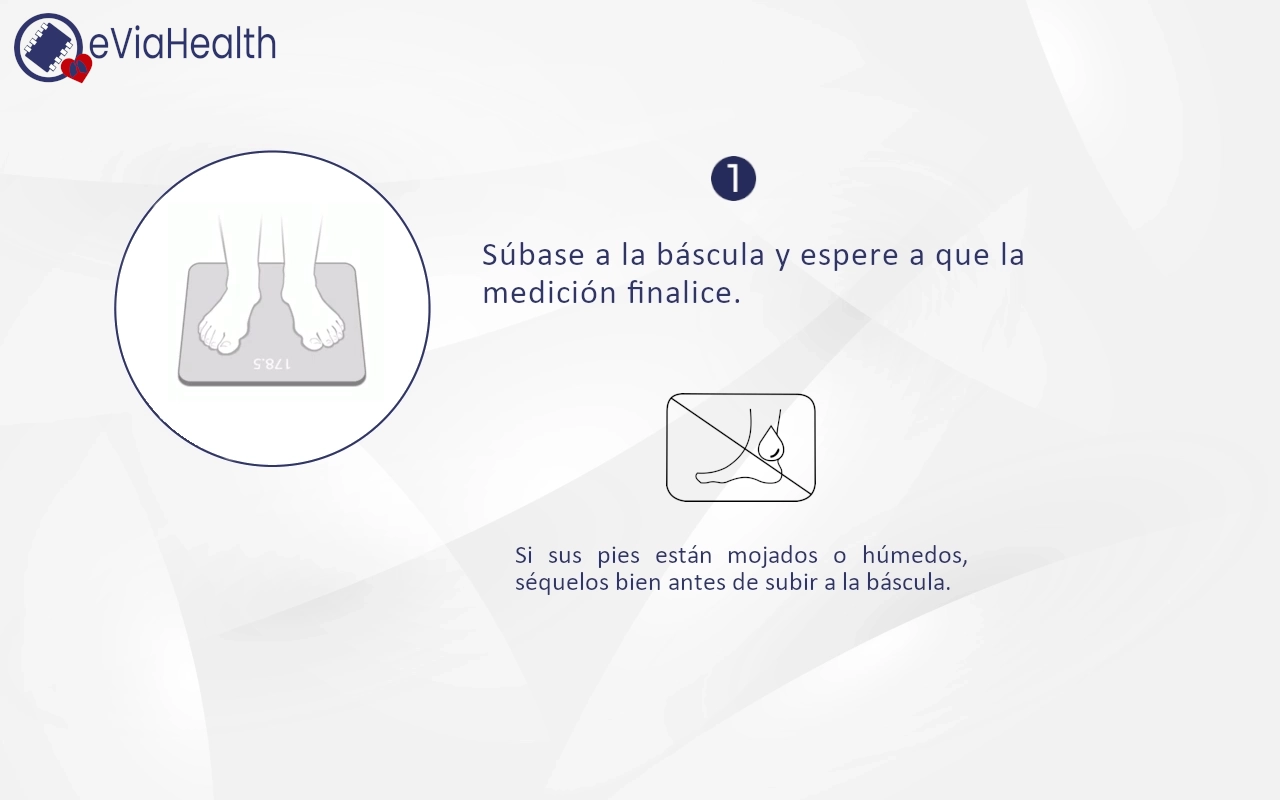 eViaHealth
1
Súbase a la báscula y espere a que la
medición finalice.
178.5
Si sus pies están mojados o húmedos,
séquelos bien antes de subir a la báscula.